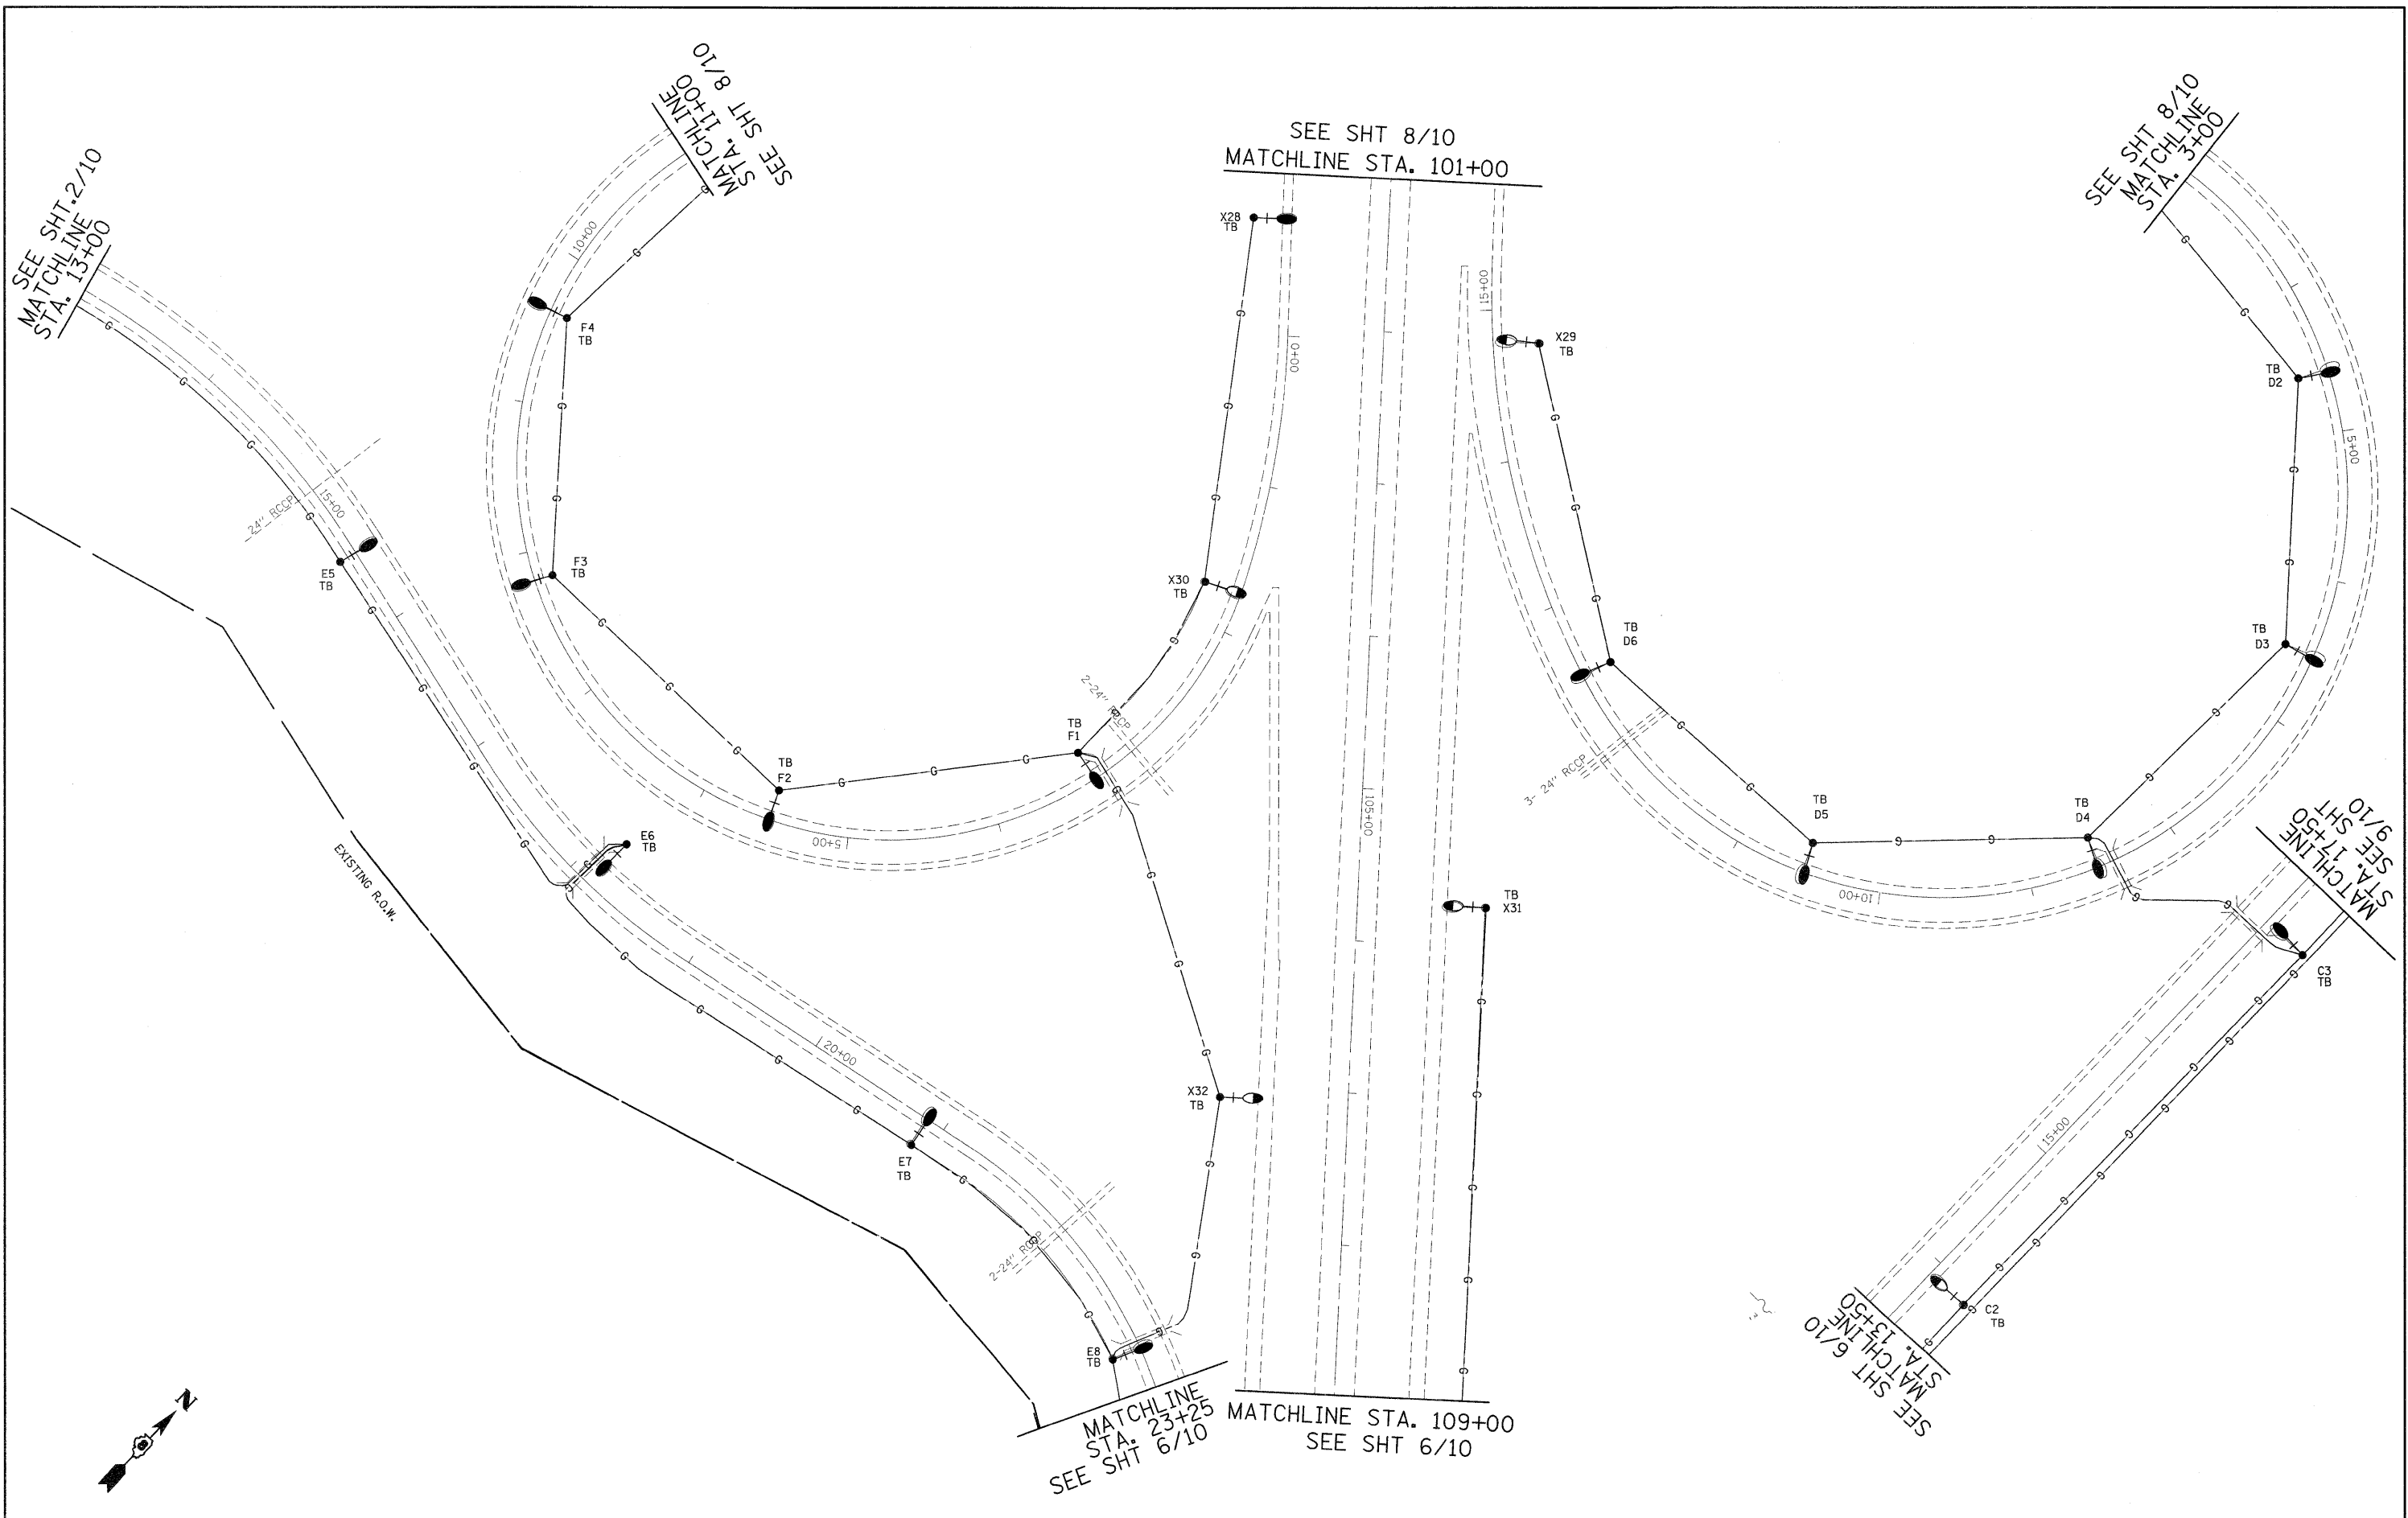 SEE SHT.2/10
MATCHLINE
STA. 13+00
MATCHLINE
STA. 11+00
SEE SHT 8/10
SEE SHT 8/10
MATCHLINE STA. 101+00
SEE SHT 8/10
MATCHLINE
STA. 3+00
10+00
F4
TB
X28
TB
0+00
15+00
X29
TB
TB
D2
5+00
24" RCCP
15+00
E5
TB
F3
TB
X30
TB
TB
D6
TB
D3
2-24" RCCP
TB
F1
TB
F2
5+00
3- 24" RCCP
105+00
TB
D5
TB
D4
10+00
MATCHLINE
STA. 17+50
SEE SHT
9/10
E6
TB
EXISTING R.O.W.
TB
X31
C3
TB
20+00
X32
TB
E7
TB
15+00
2-24" RCCP
C2
TB
E8
TB
SEE SHT 6/10
MATCHLINE
STA. 13+50
MATCHLINE
STA. 23+25
SEE SHT 6/10
MATCHLINE STA. 109+00
SEE SHT 6/10
N